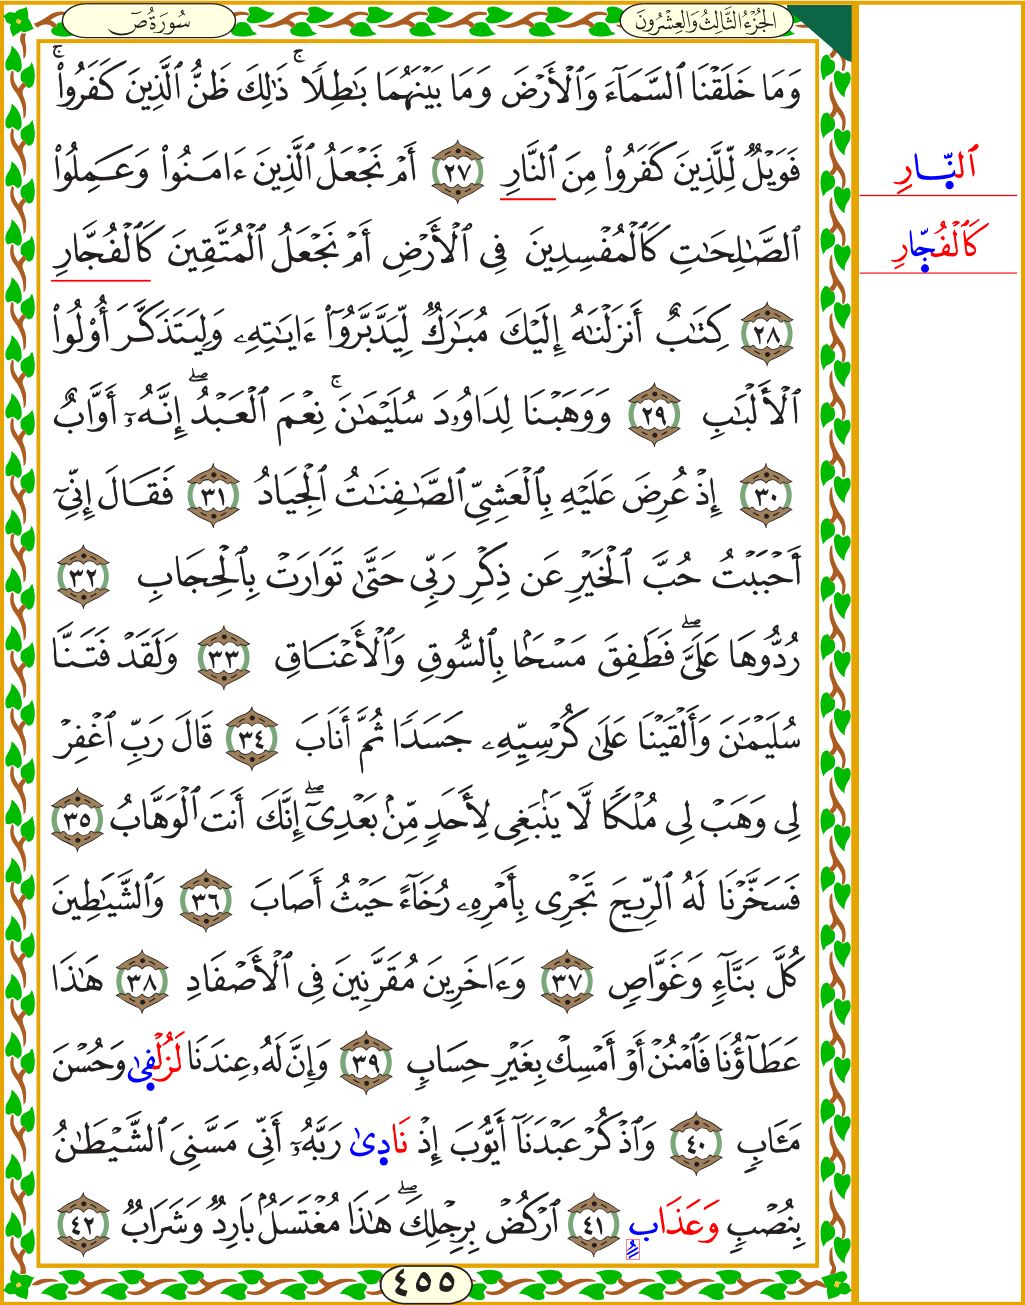 الجُزْءُ الثَّالِثُ وَالعِشْرُونَ
سُورَةُ صٓ
وَمَا خَلَقْنَا ٱلسَّمَآءَ وَٱلْأَرْضَ وَمَا بَيْنَهُمَا بَٰطِلًا ۚ ذَٰلِكَ ظَنُّ ٱلَّذِينَ كَفَرُوا۟ ۚ
فَوَيْلٌ لِّلَّذِينَ كَفَرُوا۟ مِنَ ٱلنَّارِ ٢٧ أَمْ نَجْعَلُ ٱلَّذِينَ ءَامَنُوا۟ وَعَمِلُوا۟
ٱلصَّٰلِحَٰتِ كَٱلْمُفْسِدِينَ فِى ٱلْأَرْضِ أَمْ نَجْعَلُ ٱلْمُتَّقِينَ كَٱلْفُجَّارِ
٢٨ كِتَٰبٌ أَنزَلْنَٰهُ إِلَيْكَ مُبَٰرَكٌ لِّيَدَّبَّرُوٓا۟ ءَايَٰتِهِۦ وَلِيَتَذَكَّرَ أُو۟لُوا۟
ٱلْأَلْبَٰبِ ٢٩ وَوَهَبْنَا لِدَاوُۥدَ سُلَيْمَٰنَ ۚ نِعْمَ ٱلْعَبْدُ ۖ إِنَّهُۥٓ أَوَّابٌ
٣٠ إِذْ عُرِضَ عَلَيْهِ بِٱلْعَشِىِّ ٱلصَّٰفِنَٰتُ ٱلْجِيَادُ ٣١ فَقَالَ إِنِّىٓ
أَحْبَبْتُ حُبَّ ٱلْخَيْرِ عَن ذِكْرِ رَبِّى حَتَّىٰ تَوَارَتْ بِٱلْحِجَابِ ٣٢
رُدُّوهَا عَلَىَّ ۖ فَطَفِقَ مَسْحًۢا بِٱلسُّوقِ وَٱلْأَعْنَاقِ ٣٣ وَلَقَدْ فَتَنَّا
سُلَيْمَٰنَ وَأَلْقَيْنَا عَلَىٰ كُرْسِيِّهِۦ جَسَدًا ثُمَّ أَنَابَ ٣٤ قَالَ رَبِّ ٱغْفِرْ
لِى وَهَبْ لِى مُلْكًا لَّا يَنۢبَغِى لِأَحَدٍ مِّنۢ بَعْدِىٓ ۖ إِنَّكَ أَنتَ ٱلْوَهَّابُ ٣٥
فَسَخَّرْنَا لَهُ ٱلرِّيحَ تَجْرِى بِأَمْرِهِۦ رُخَآءً حَيْثُ أَصَابَ ٣٦ وَٱلشَّيَٰطِينَ
كُلَّ بَنَّآءٍ وَغَوَّاصٍ ٣٧ وَءَاخَرِينَ مُقَرَّنِينَ فِى ٱلْأَصْفَادِ ٣٨ هَٰذَا
عَطَآؤُنَا فَٱمْنُنْ أَوْ أَمْسِكْ بِغَيْرِ حِسَابٍ ٣٩ وَإِنَّ لَهُۥ عِندَنَا لَزُلْفَىٰ وَحُسْنَ
مَـَٔابٍ ٤٠ وَٱذْكُرْ عَبْدَنَآ أَيُّوبَ إِذْ نَادَىٰ رَبَّهُۥٓ أَنِّى مَسَّنِىَ ٱلشَّيْطَٰنُ
بِنُصْبٍ وَعَذَابٍ ٤١ ٱرْكُضْ بِرِجْلِكَ ۖ هَٰذَا مُغْتَسَلٌۢ بَارِدٌ وَشَرَابٌ ٤٢
٤٥٥
ٱلنَّارِ
كَٱلْفُجَّارِ